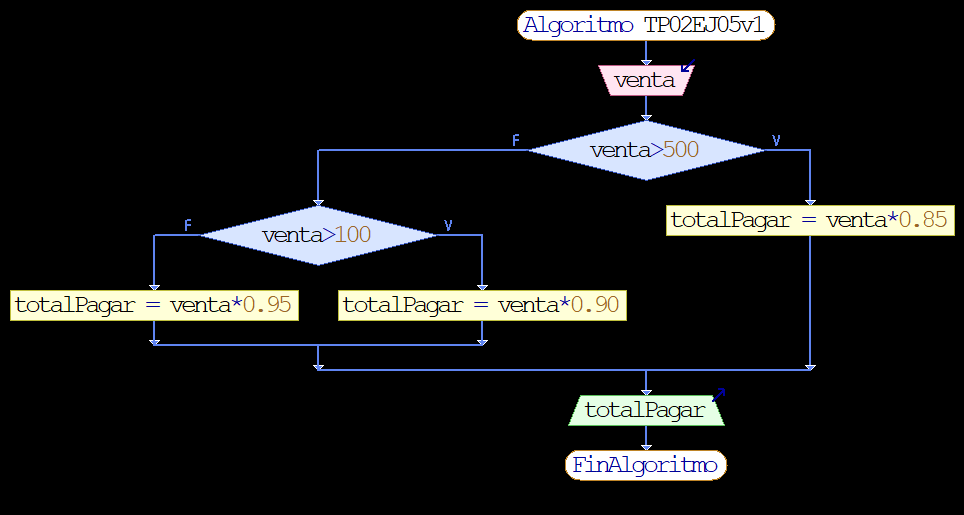 Algoritmo TP02EJ05v1
venta
F
V
venta>500
F
V
venta>100
totalPagar = venta*0.85
totalPagar = venta*0.95
totalPagar = venta*0.90
totalPagar
FinAlgoritmo